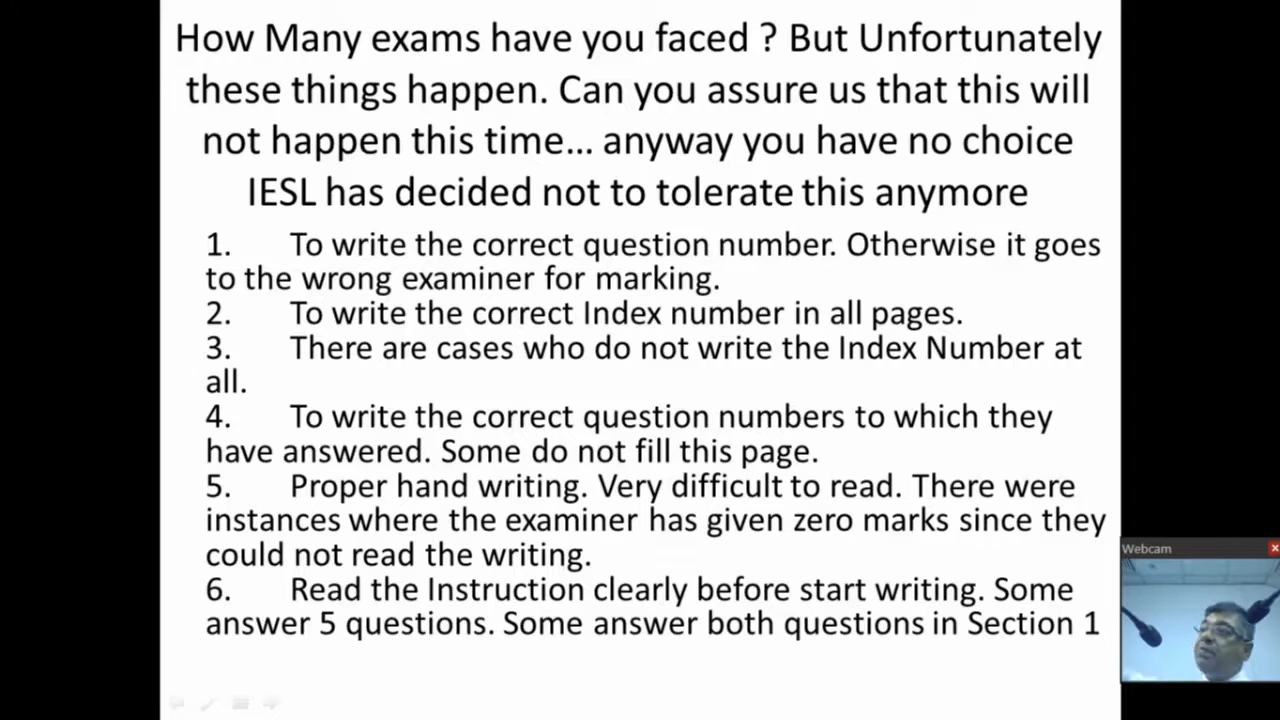 How Many exams have you faced ? But Unfortunately
these things happen. Can you assure us that this will
not happen this time... anyway you have no choice
IESL has decided not to tolerate this anymore
1. To write the correct question number. Otherwise it goes
to the wrong examiner for marking.
2. To write the correct Index number in all pages.
3. There are cases who do not write the Index Number at
all.
4. To write the correct question numbers to which they
have answered. Some do not fill this page.
5. Proper hand writing. Very difficult to read. There were
instances where the examiner has given zero marks since they
could not read the writing.
6. Read the Instruction clearly before start writing. Some
answer 5 questions. Some answer both questions in Section 1
Webcam